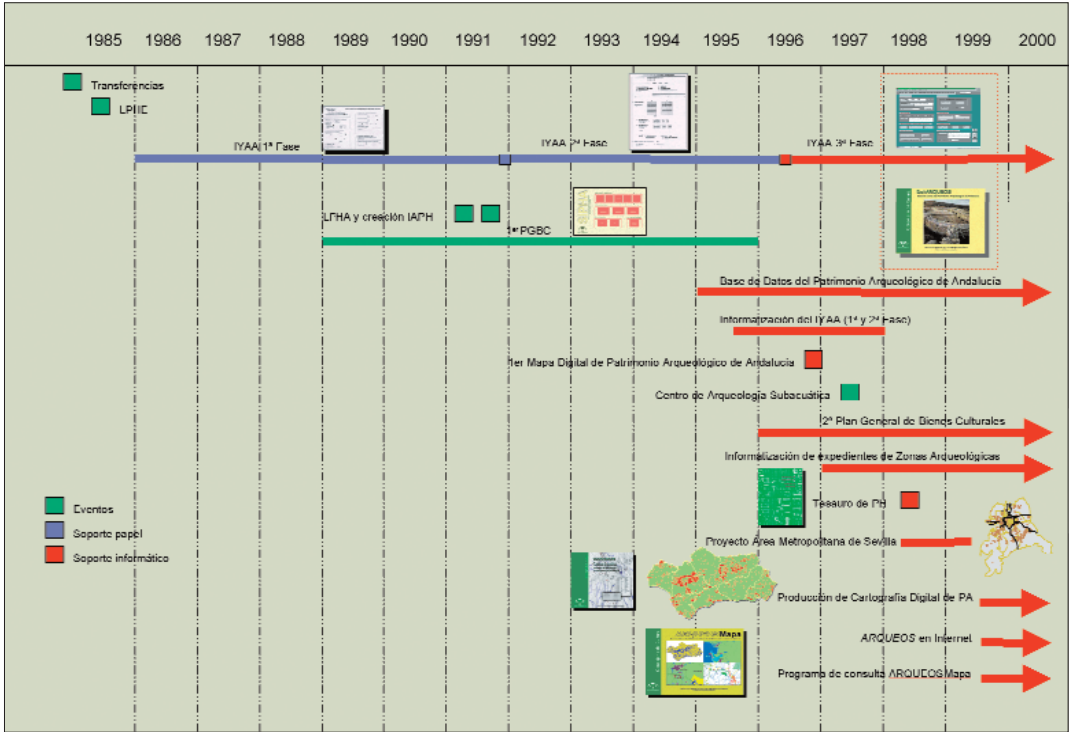 1985 1986 1987 1988 1989 1990 1991 1992 1993 1994 1995 1996 1997 1998 1999 2000
Transferencias
LPHE
IYAA 1ª Fase
IYAA 2ª Fase
IYAA 3ª Fase
LPHA y creación IAPH
1er PGBC
Base de Datos del Patrimonio Arqueológico de Andalucía
Informatización del IYAA (1ª y 2ª Fase)
1er Mapa Digital de Patrimonio Arqueológico de Andalucía
Centro de Arqueología Subacuática
2º Plan General de Bienes Culturales
Informatización de expedientes de Zonas Arqueológicas
Tesauro de PH
Eventos
Soporte papel
Soporte informático
Proyecto Área Metropolitana de Sevilla
Producción de Cartografía Digital de PA
ARQUEOS en Internet
Mapa
Programa de consulta ARQUEOSMapa